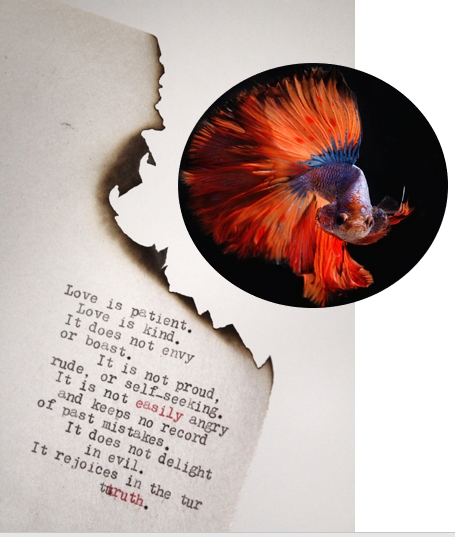 Love is patient.
Love is kind.
It does not envy
or boast.
It is not proud,
rude, or self-seeking.
It is not easily angry
and keeps no record
of past mistakes.
It does not delight
in evil.
It rejoices in the tur
truth.